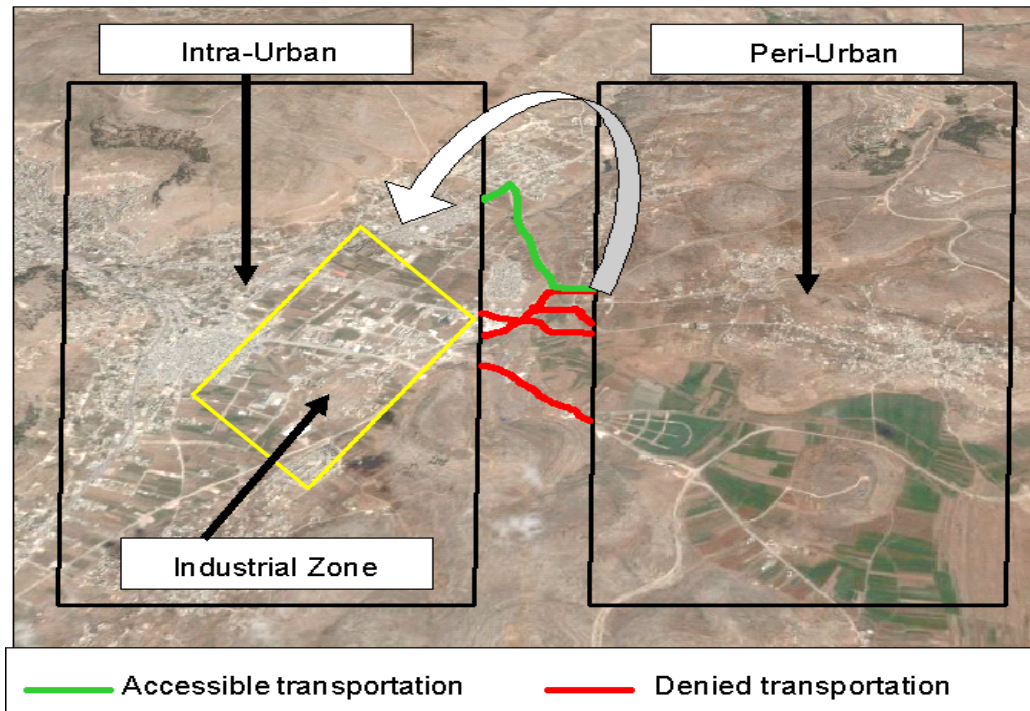 Intra-Urban
Peri-Urban
Industrial Zone
Accessible transportation
Denied transportation